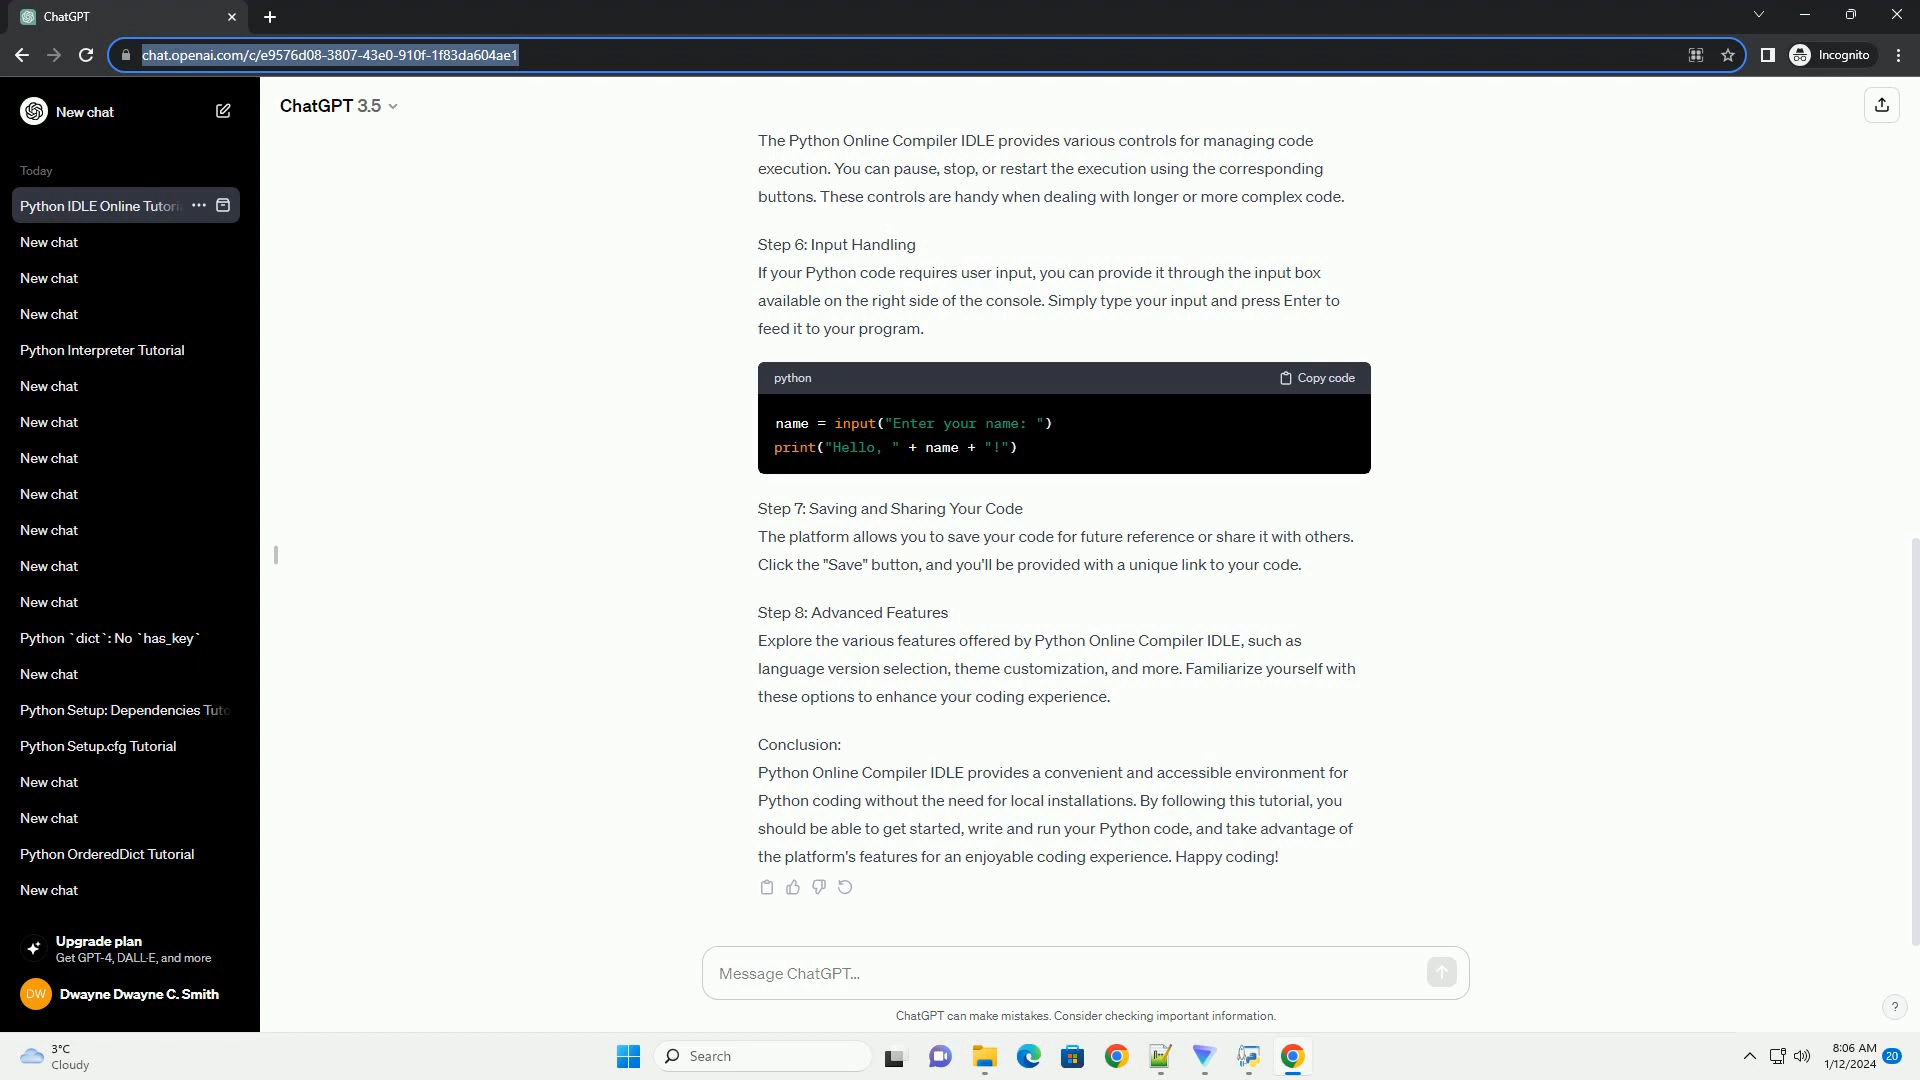 ChatGPT
chat.openai.com/c/e9576d08-3807-43e0-910f-1f83da604ae1
Incognito
New chat
Today
Python IDLE Online Tutori
New chat
New chat
New chat
Python Interpreter Tutorial
New chat
New chat
New chat
New chat
New chat
New chat
New chat
Python `dict`: No `has_key`
New chat
Python Setup: Dependencies Tuto
Python Setup.cfg Tutorial
New chat
New chat
Python OrderedDict Tutorial
New chat
Upgrade plan
Get GPT-4, DALL·E, and more
DW
Dwayne Dwayne C. Smith
ChatGPT 3.5
The Python Online Compiler IDLE provides various controls for managing code
execution. You can pause, stop, or restart the execution using the corresponding
buttons. These controls are handy when dealing with longer or more complex code.
Step 6: Input Handling
If your Python code requires user input, you can provide it through the input box
available on the right side of the console. Simply type your input and press Enter to
feed it to your program.
python
Copy code
name = input("Enter your name: ")
print("Hello, " + name + "!")
Step 7: Saving and Sharing Your Code
The platform allows you to save your code for future reference or share it with others.
Click the "Save" button, and you'll be provided with a unique link to your code.
Step 8: Advanced Features
Explore the various features offered by Python Online Compiler IDLE, such as
language version selection, theme customization, and more. Familiarize yourself with
these options to enhance your coding experience.
Conclusion:
Python Online Compiler IDLE provides a convenient and accessible environment for
Python coding without the need for local installations. By following this tutorial, you
should be able to get started, write and run your Python code, and take advantage of
the platform's features for an enjoyable coding experience. Happy coding!
Message ChatGPT...
ChatGPT can make mistakes. Consider checking important information.
?
3°C
Cloudy
Search
8:06 AM
1/12/2024
20